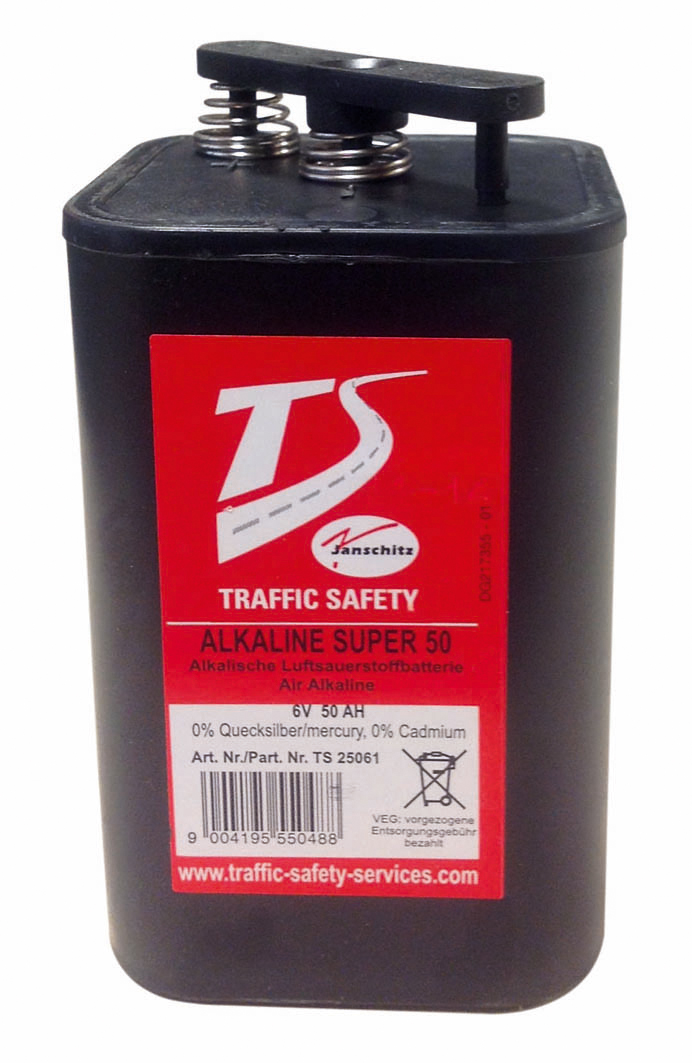 TS
Janschitz
TRAFFIC SAFETY
ALKALINE SUPER 50
Alkalische Luftsauerstoffbatterie
Air Alkaline
6V 50 AH
0% Quecksilber/mercury, 0% Cadmium
Art. Nr./Part. Nr. TS 25061
9 004195 550488
VEG: vorgezogene
Entsorgungsgebühr
bezahlt
www.traffic-safety-services.com